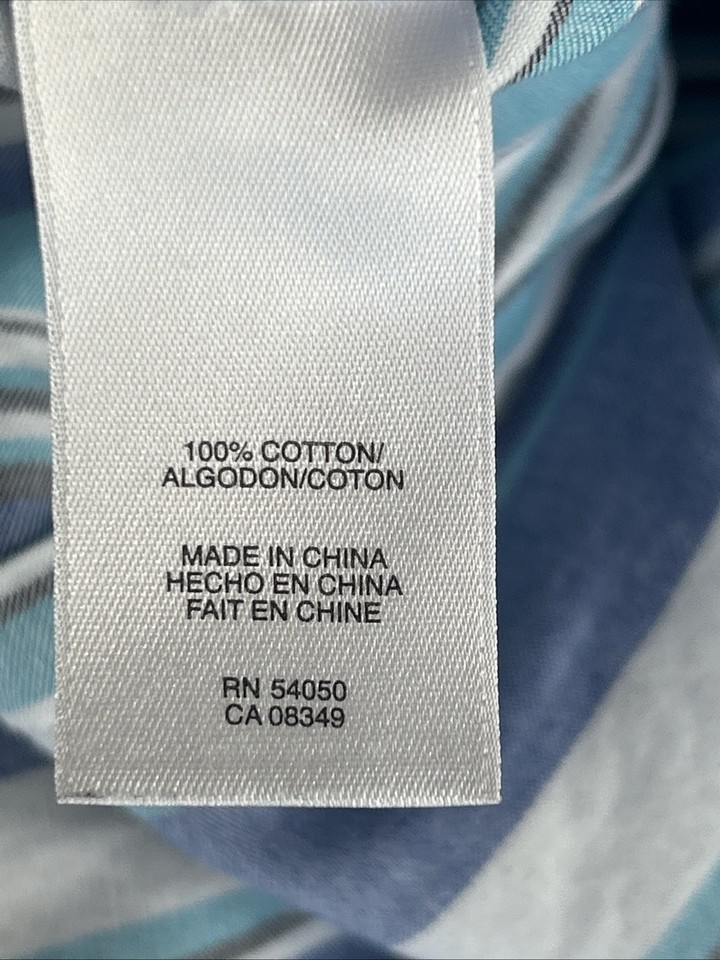 100% COTTON/
ALGODON/COTON
MADE IN CHINA
HECHO EN CHINA
FAIT EN CHINE
RN 54050
CA 08349